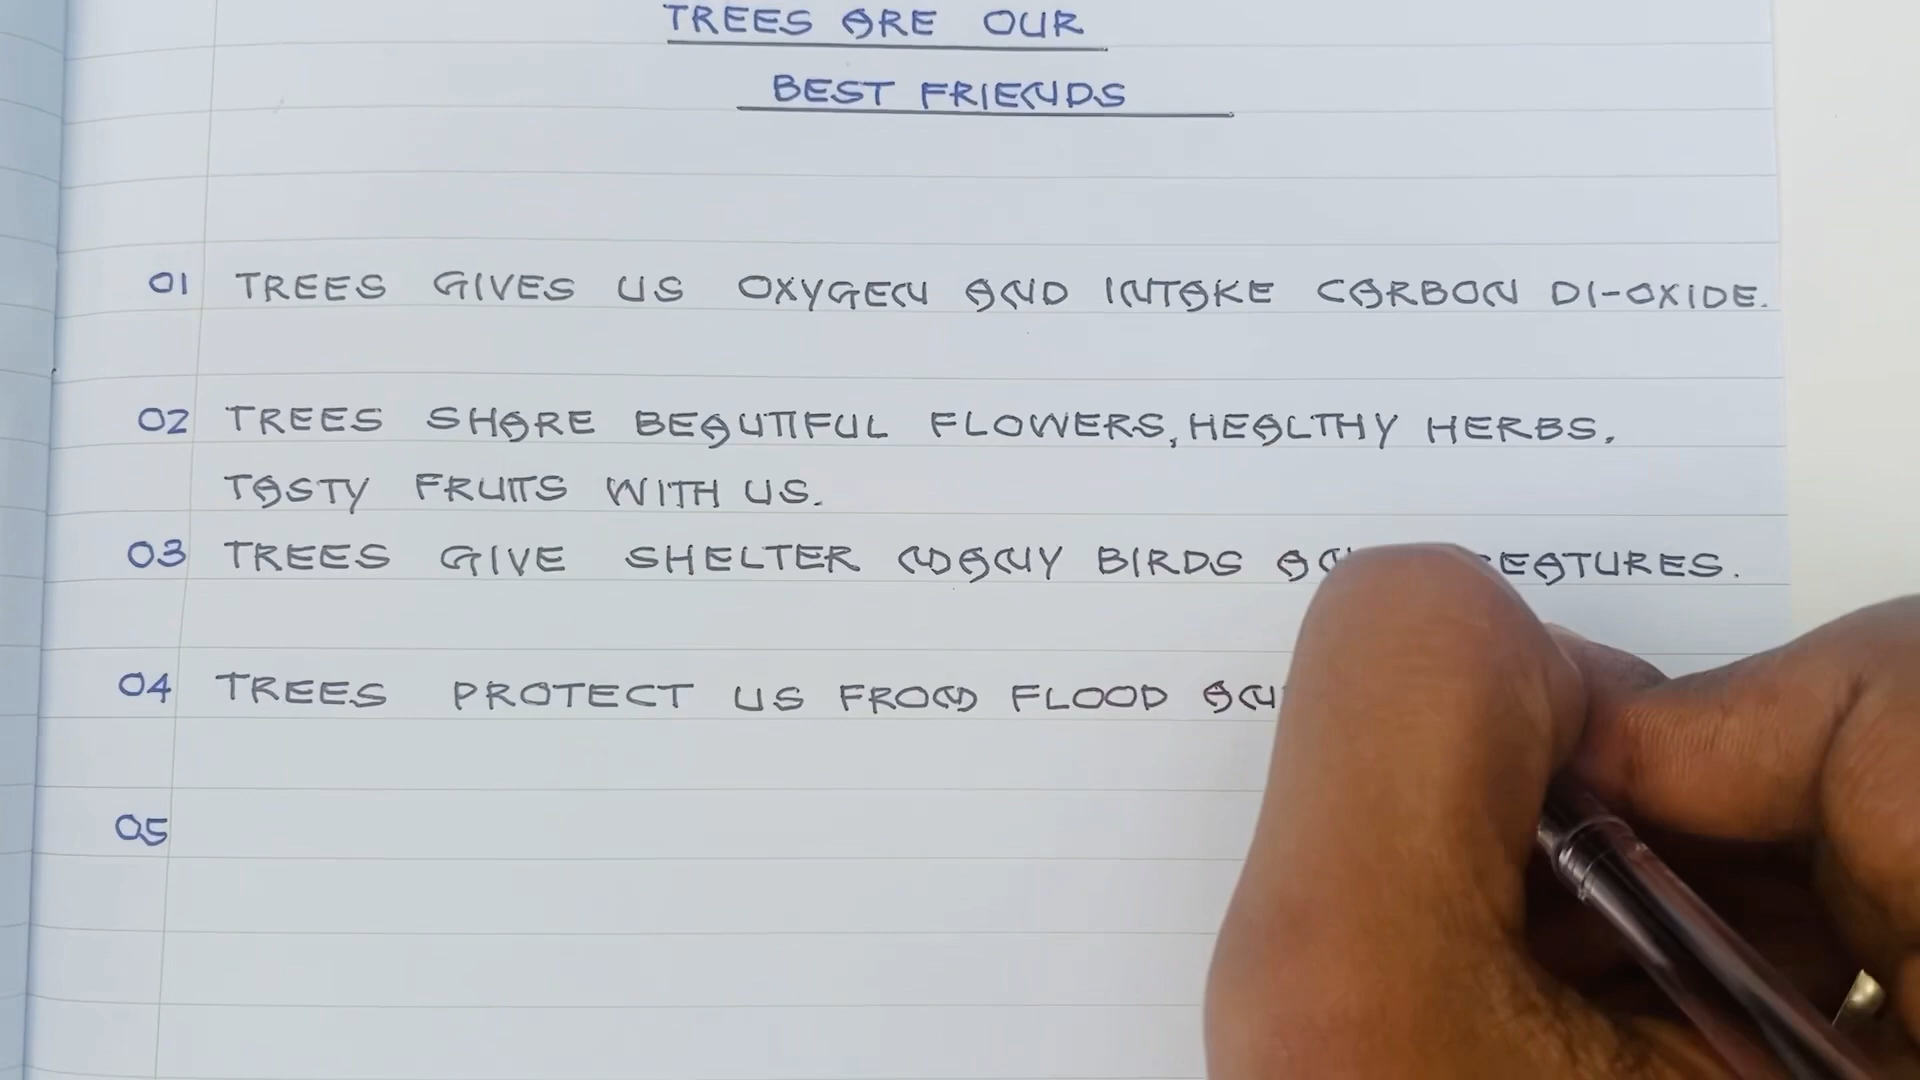 TREES ARE OUR
BEST FRIENDS
01 TREES GIVES US OXYGEN AND INTAKE CARBON DI-OXIDE.
02 TREES SHARE BEAUTIFUL FLOWERS, HEALTHY HERBS,
TASTY FRUITS WITH US.
03 TREES GIVE SHELTER MANY BIRDS
04 TREES PROTECT US FROM FLOOD
05